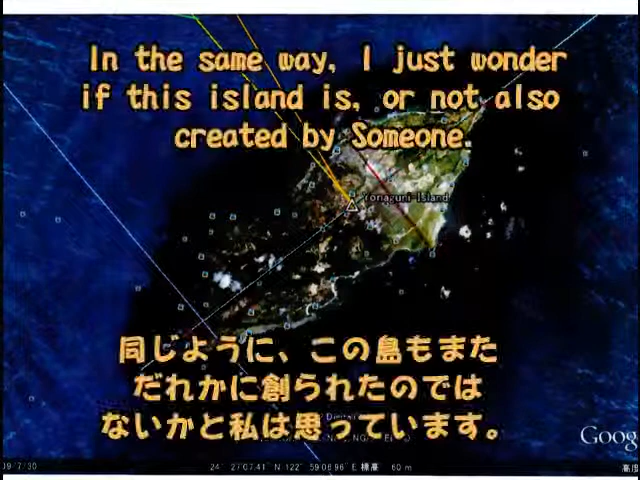 In the same way, I just wonder
if this island is, or not also
created by Someone.
Yonaguni-Island
同じように、この島もまた
だれかに創られたのでは
ないかと私は思っています。
Goog
24° 27'07.41" N 122° 59'06.96" E 標高 60 m
高度